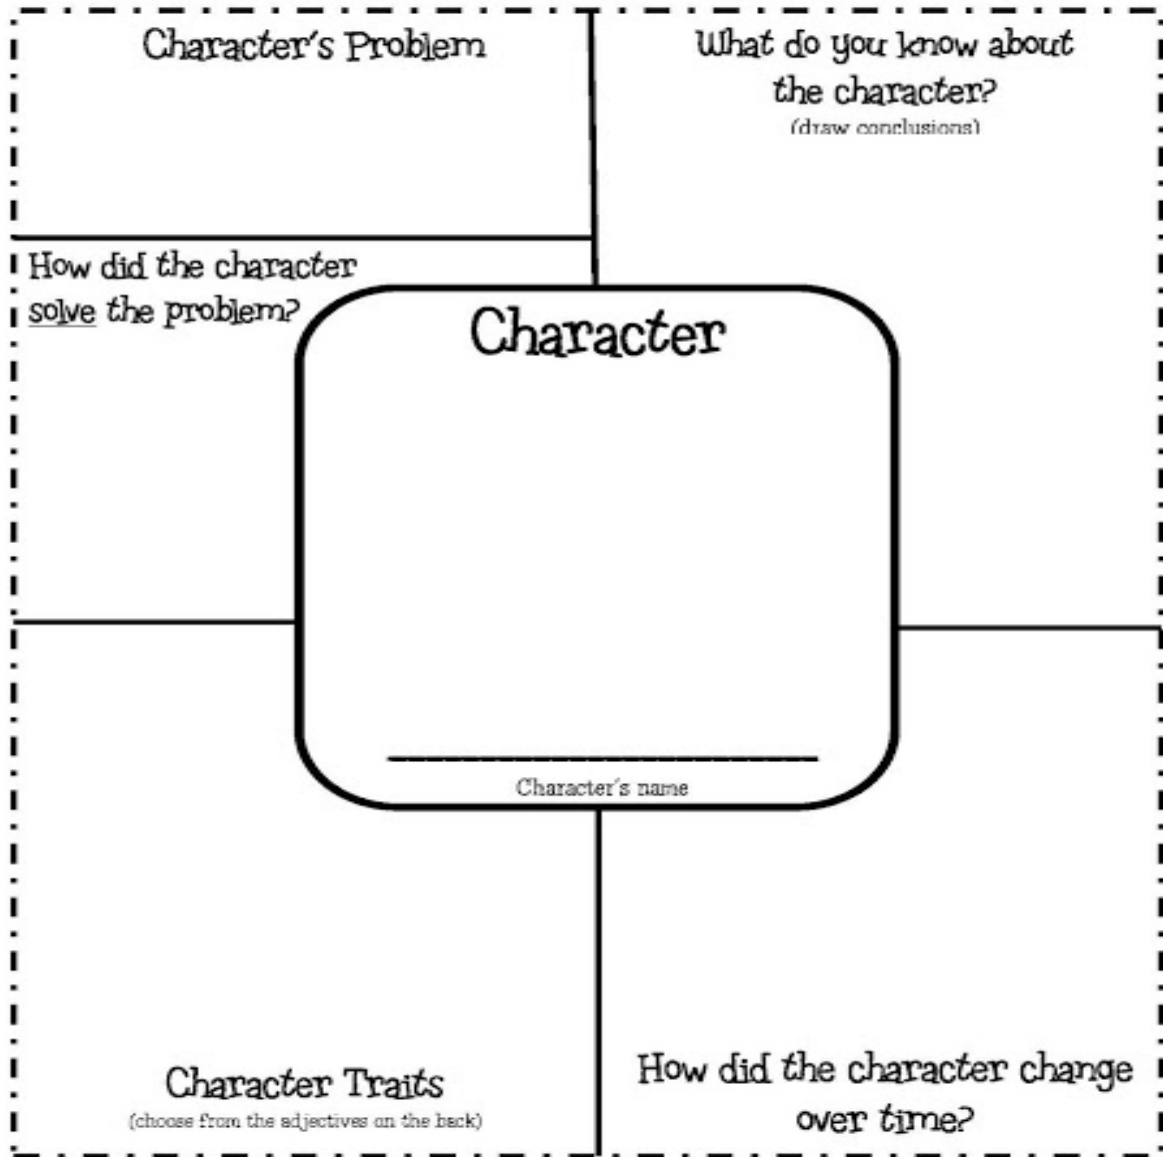 Character's Problem
What do you know about
the character?
(draw conclusions)
How did the character
solve the problem?
Character
Character's name
Character Traits
(choose from the adjectives on the back)
How did the character change
over time?